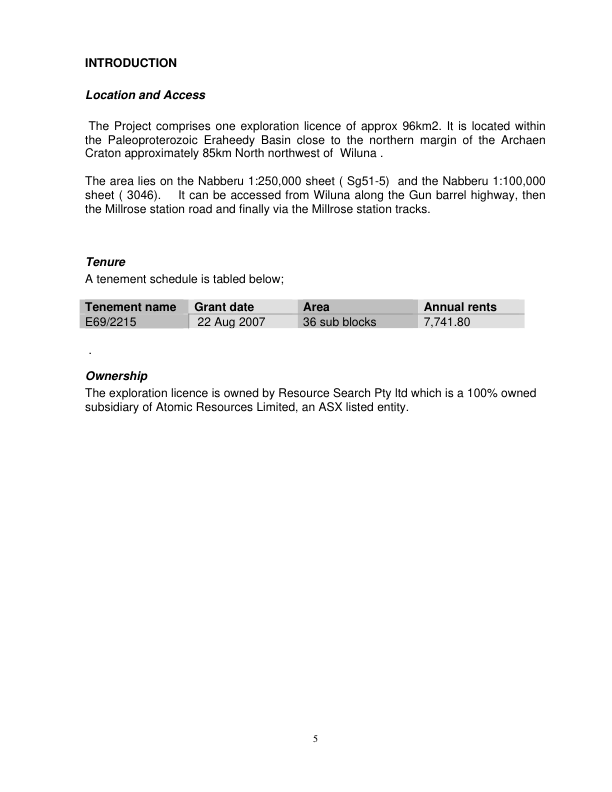 INTRODUCTION
Location and Access
The Project comprises one exploration licence of approx 96km2. It is located within
the Paleoproterozoic Eraheedy Basin close to the northern margin of the Archaen
Craton approximately 85km North northwest of  Wiluna .
The area lies on the Nabberu 1:250,000 sheet ( Sg51-5)  and the Nabberu 1:100,000
sheet ( 3046).    It can be accessed from Wiluna along the Gun barrel highway, then
the Millrose station road and finally via the Millrose station tracks.
Tenure
A tenement schedule is tabled below;
Tenement name Grant date Area Annual rents
E69/2215 22 Aug 2007 36 sub blocks 7,741.80
.
Ownership
The exploration licence is owned by Resource Search Pty ltd which is a 100% owned
subsidiary of Atomic Resources Limited, an ASX listed entity.
5